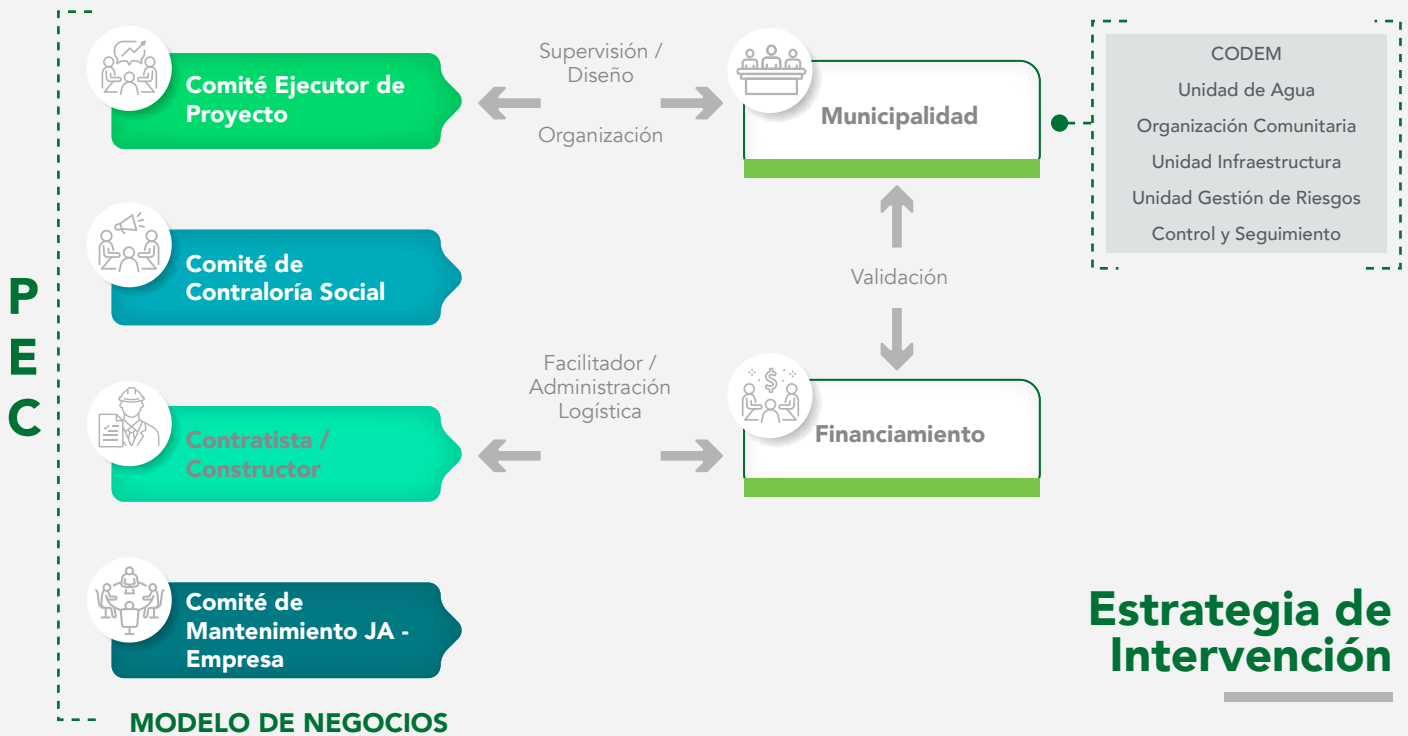 P
E
C
Comité Ejecutor de
Proyecto
Comité de
Contraloría Social
Contratista /
Constructor
Comité de
Mantenimiento JA -
Empresa
MODELO DE NEGOCIOS
Supervisión /
Diseño
Organización
Facilitador /
Administración
Logística
Municipalidad
Validación
$
Financiamiento
CODEM
Unidad de Agua
Organización Comunitaria
Unidad Infraestructura
Unidad Gestión de Riesgos
Control y Seguimiento
Estrategia de
Intervención